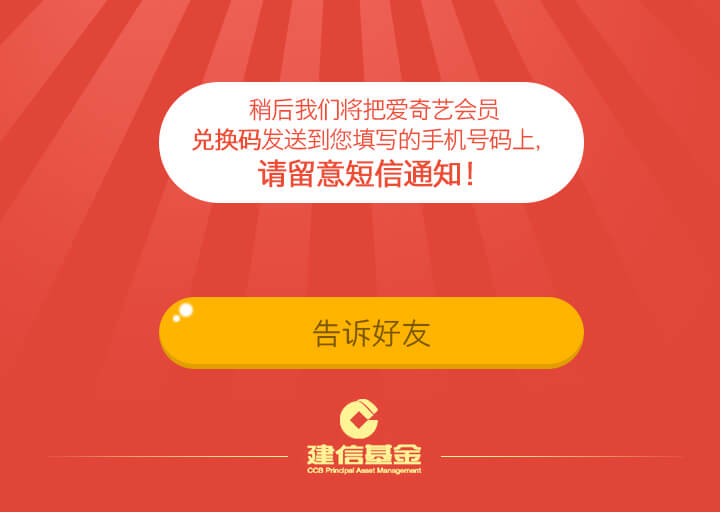 稍后我们将把爱奇艺会员
兑换码发送到您填写的手机号码上,
请留意短信通知!
告诉好友
建信基金
CCB Principal Asset Management